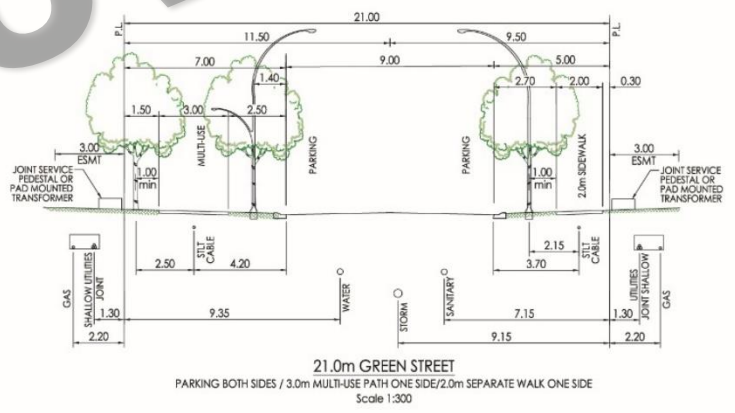 21.00
P.L.
P.L.
11.50
9.50
7.00
9.00
5.00
1.40
2.70
2.00
0.30
1.50
3.00
2.50
MULTI-USE
PARKING
PARKING
2.0m SIDEWALK
3.00
ESMT
3.00
ESMT
JOINT SERVICE
PEDESTAL OR
PAD MOUNTED
TRANSFORMER
1.00
min
1.00
min
JOINT SERVICE
PEDESTAL OR
PAD MOUNTED
TRANSFORMER
STLT
CABLE
2.15
STLT
CABLE
2.50
4.20
3.70
GAS
SHALLOW UTILITIES
JOINT
WATER
STORM
SANITARY
UTILITIES
JOINT SHALLOW
GAS
1.30
9.35
7.15
1.30
2.20
9.15
2.20
21.0m GREEN STREET
PARKING BOTH SIDES / 3.0m MULTI-USE PATH ONE SIDE/2.0m SEPARATE WALK ONE SIDE
Scale 1:300